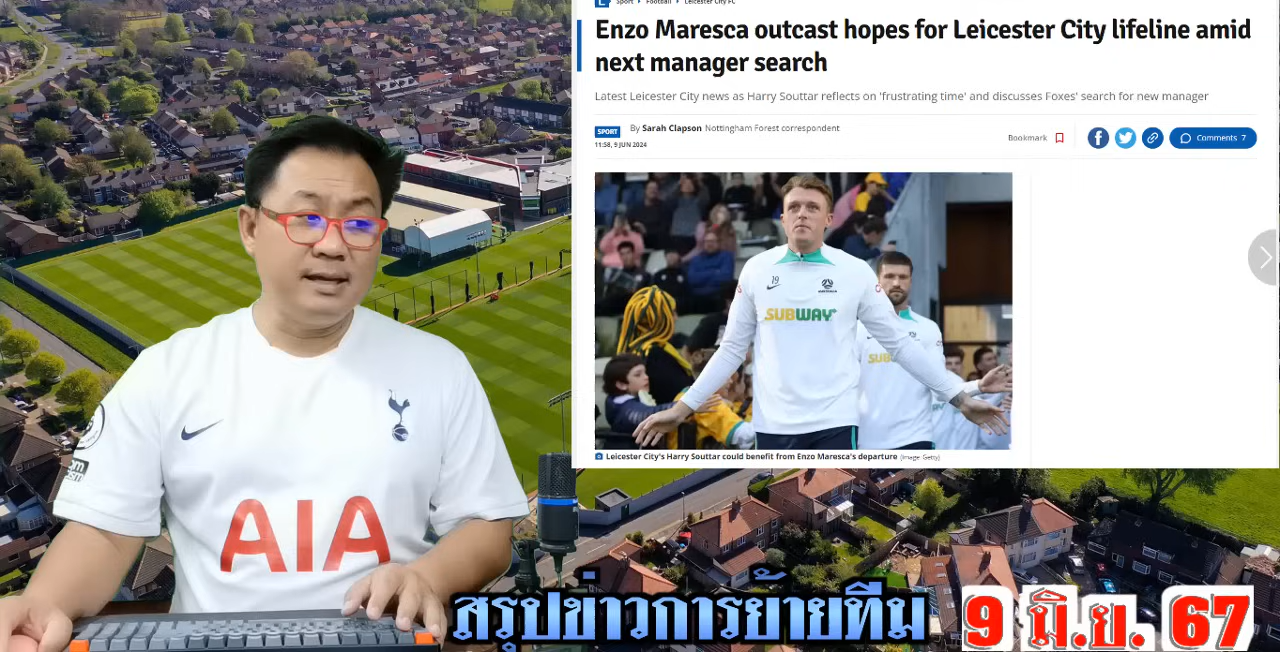 Sport Football Leicester City FC
Enzo Maresca outcast hopes for Leicester City lifeline amid
next manager search
Latest Leicester City news as Harry Souttar reflects on 'frustrating time' and discusses Foxes' search for new manager
SPORT By Sarah Clapson Nottingham Forest correspondent
11:58, 9 JUN 2024
Bookmark Comments 7
19
SUBWAY
SUB
Leicester City's Harry Souttar could benefit from Enzo Maresca's departure (Image: Getty)
AIA
สรุปข่าวการย้ายทีม 9 มิ.ย. 67